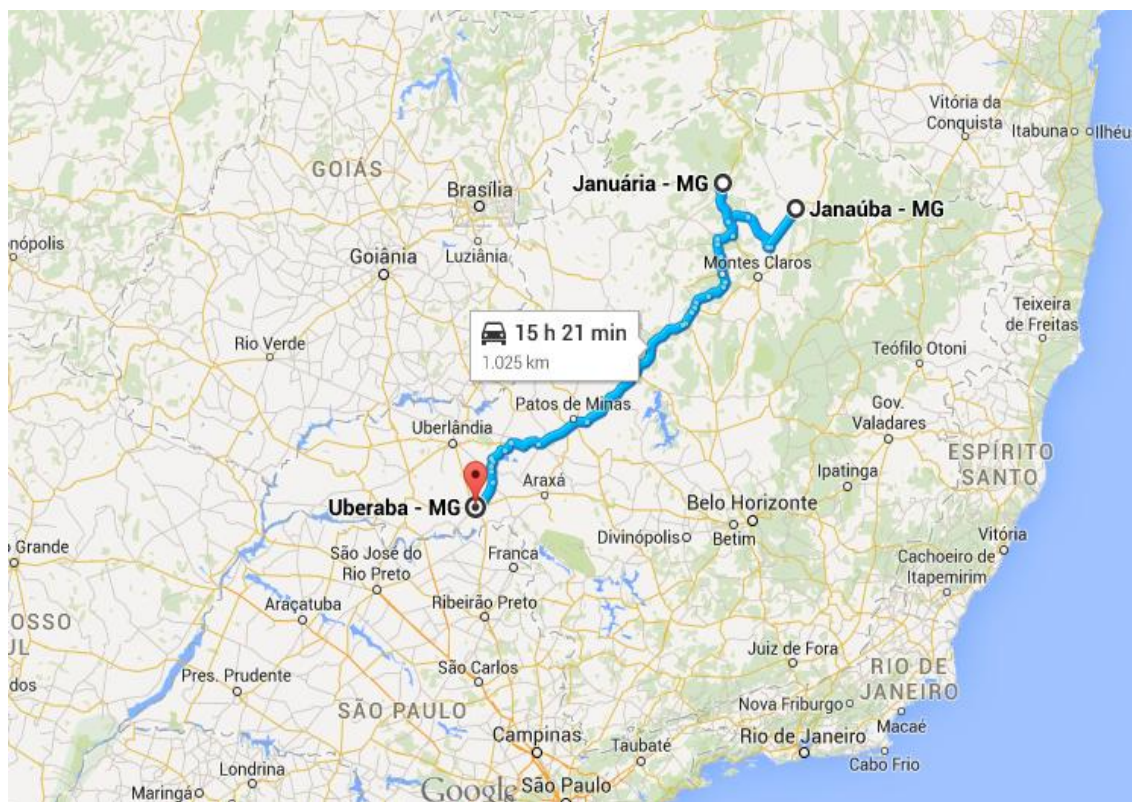 Vitória da
Conquista
Itabuna
Ilhéu
GOIÁS
Januária - MG
Brasília
Janaúba - MG
onópolis
Luziânia
Goiânia
Montes Claros
Teixeira
de Freitas
15 h 21 min
1.025 km
Rio Verde
Teófilo Otoni
Patos de Minas
Gov.
Valadares
Uberlândia
ESPÍRITO
SANTO
Ipatinga
Araxá
Uberaba - MG
Belo Horizonte
Betim
Divinópolis
Vitória
o Grande
São José do
Rio Preto
Franca
Cachoeiro de
Itapemirim
Araçatuba
Ribeirão Preto
OSSO
UL
Juiz de Fora
dos
Pres. Prudente
São Carlos
RIO DE
JANEIRO
SÃO PAULO
Nova Friburgo
Macaé
Campinas
Taubaté
Rio de Janeiro
Cabo Frio
Londrina
Maringá
Google
São Paulo